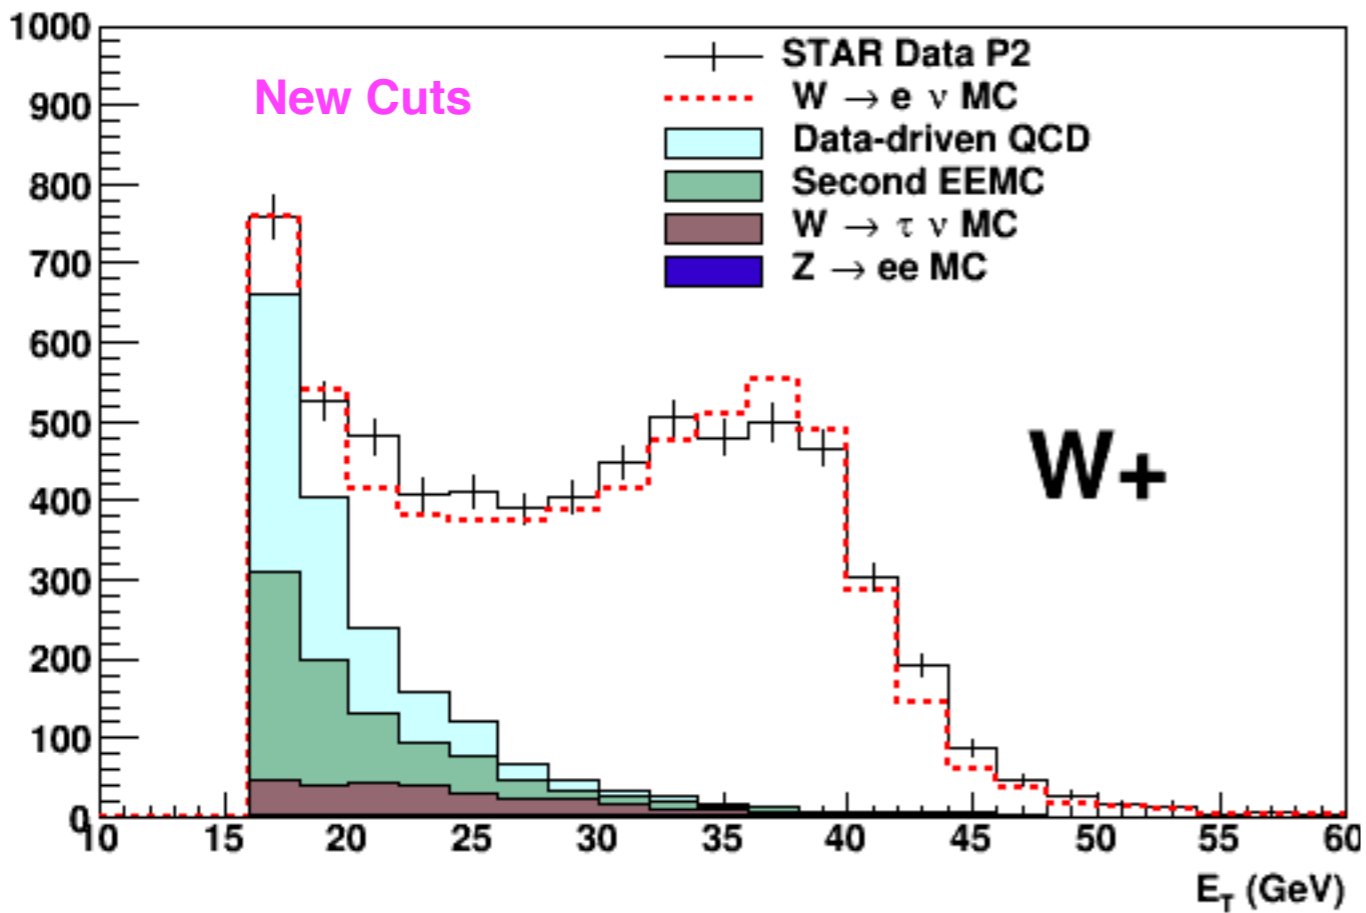 1000
900
800
700
600
500
400
300
200
100
0
10 15 20 25 30 35 40 45 50 55 60
E_T (GeV)
New Cuts
STAR Data P2
W → e ν MC
Data-driven QCD
Second EEMC
W → τ ν MC
Z → ee MC
W+